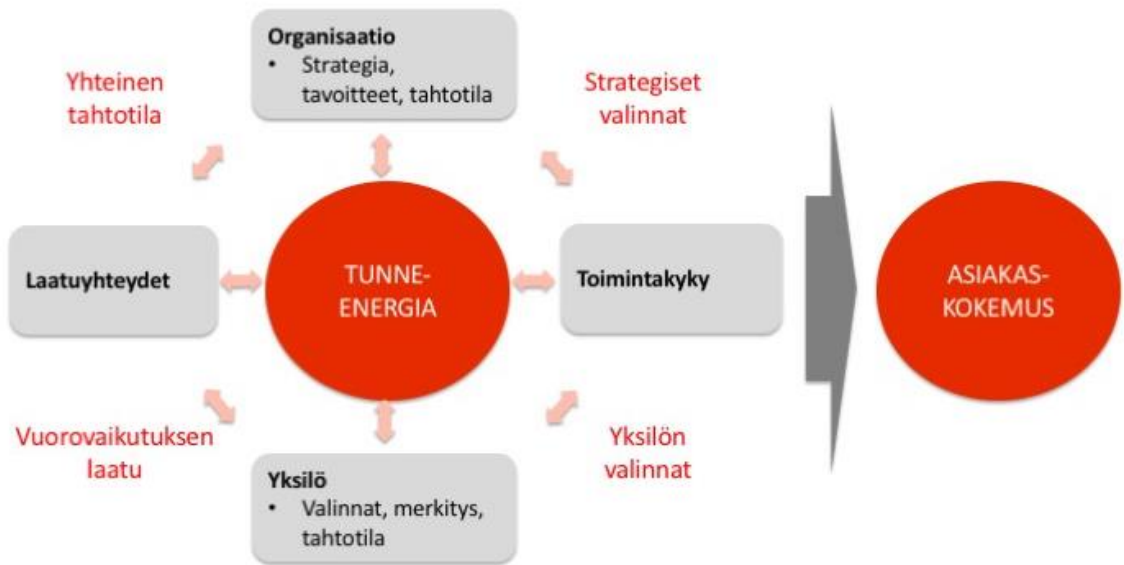 Organisaatio
• Strategia,
tavoitteet, tahtotila
Yhteinen
tahtotila
Strategiset
valinnat
Laatuyhteydet
TUNNE-
ENERGIA
Toimintakyky
ASIAKAS-
KOKEMUS
Vuorovaikutuksen
laatu
Yksilön
valinnat
Yksilö
• Valinnat, merkitys,
tahtotila